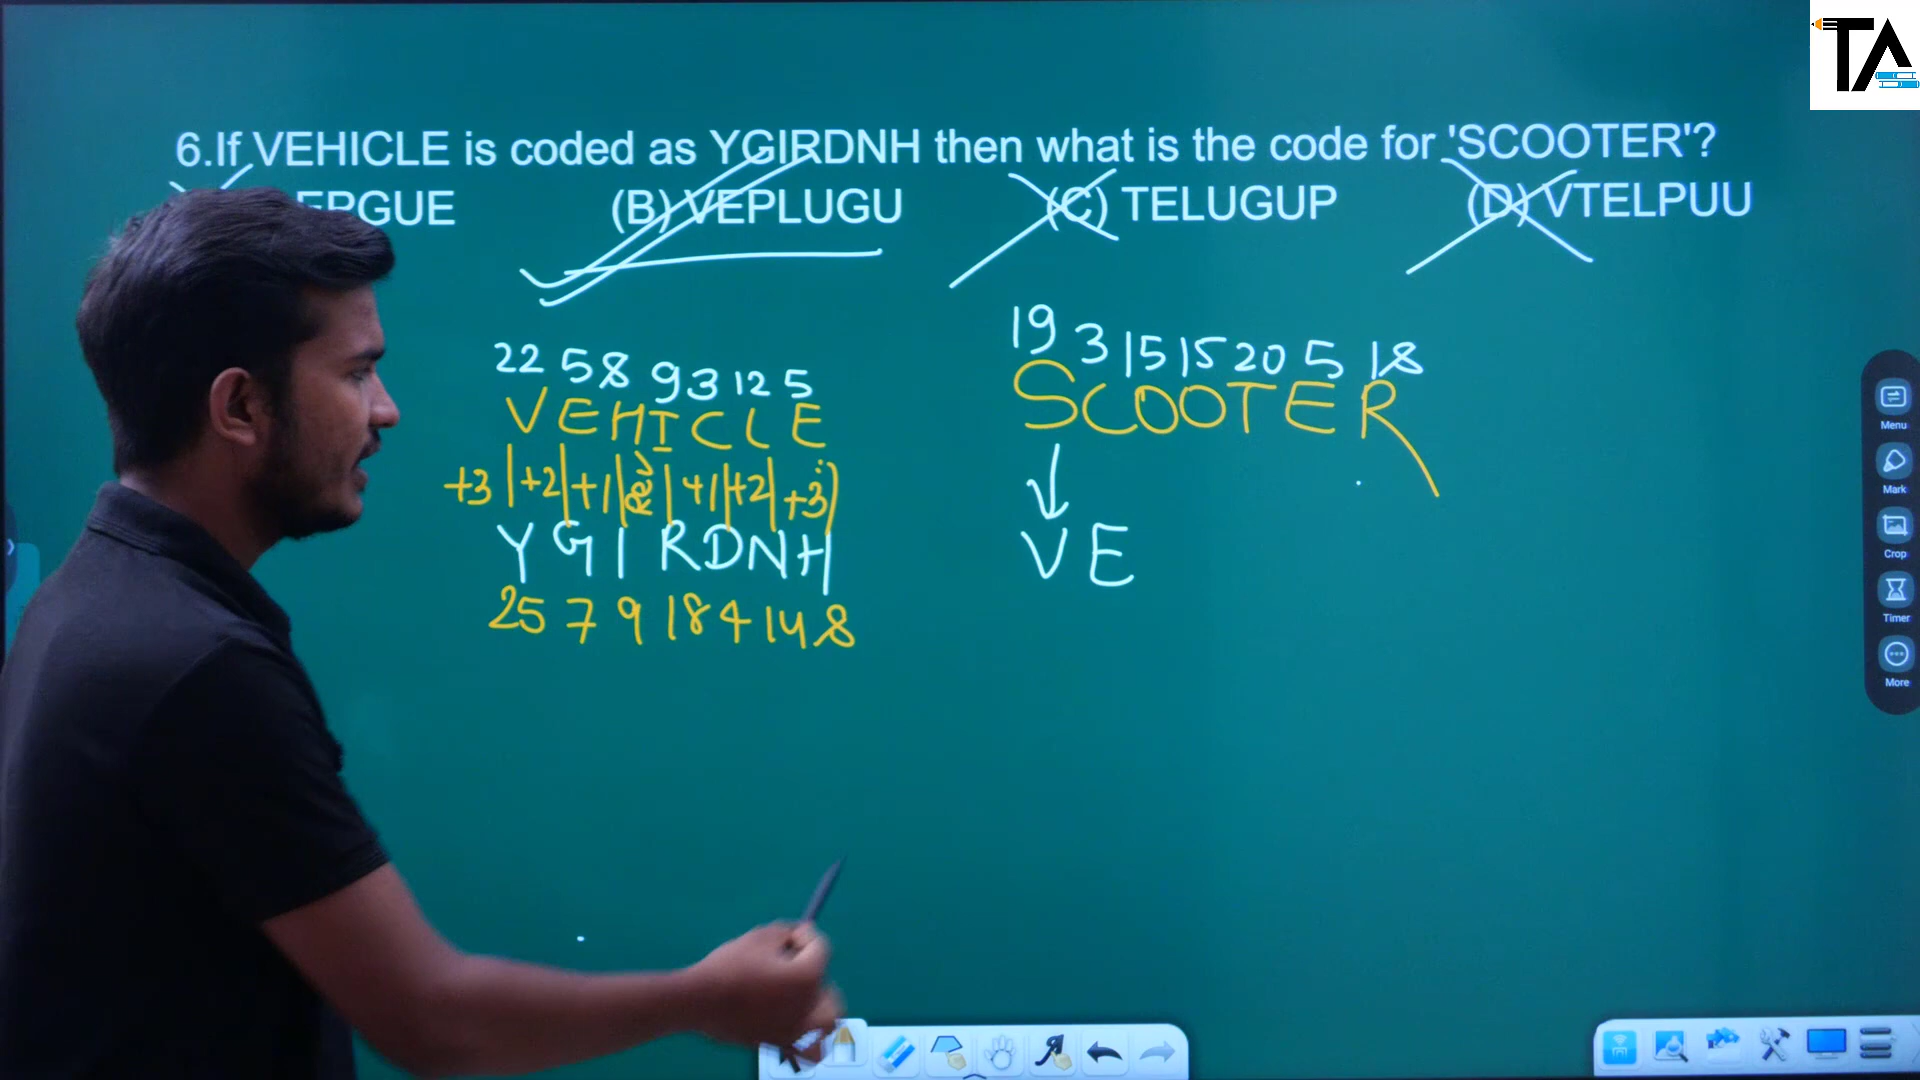 TA
6.If VEHICLE is coded as YGIRDNH then what is the code for 'SCOOTER'?
ERGUE (B) VEPLUGU (C) TELUGUP (D) VTELPUU
22 5 8 9 3 12 5
VEHICLE
+3 +2 +1 +1 +2 +3
YGIRDNH
25 7 9 18 4 14 8
19 3 15 15 20 5 18
SCOOTER
VE
Menu
Mark
Crop
Timer
More